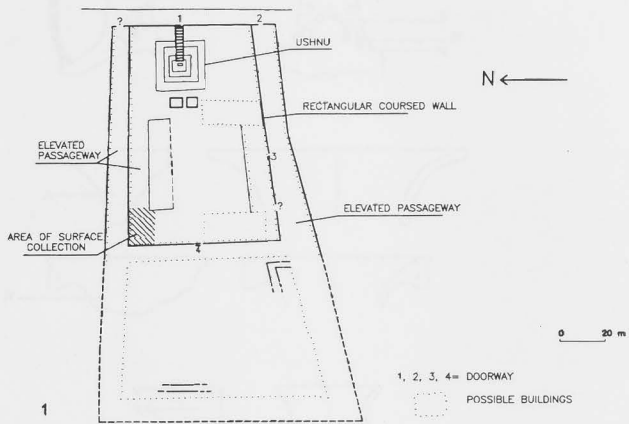 ? 1 2
USHNU
N
RECTANGULAR COURSED WALL
ELEVATED
PASSAGEWAY
3
?
ELEVATED PASSAGEWAY
AREA OF SURFACE
COLLECTION
4
0 20 m
1, 2, 3, 4= DOORWAY
POSSIBLE BUILDINGS
1